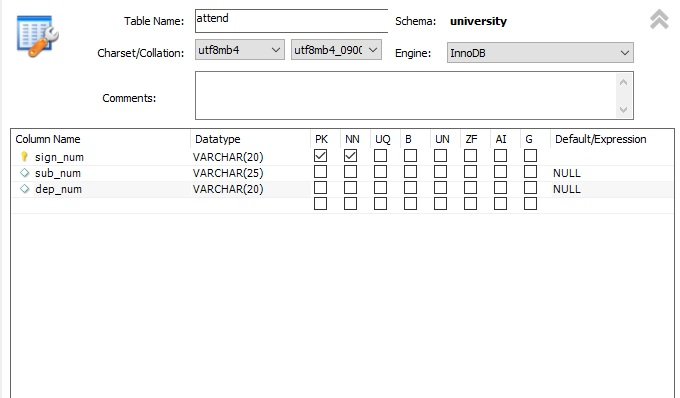 Table Name: attend Schema: university
Charset/Collation: utf8mb4 utf8mb4_090( Engine: InnoDB
Comments:
Column Name Datatype PK NN UQ B UN ZF AI G Default/Expression
sign_num VARCHAR(20)
sub_num VARCHAR(25) NULL
dep_num VARCHAR(20) NULL